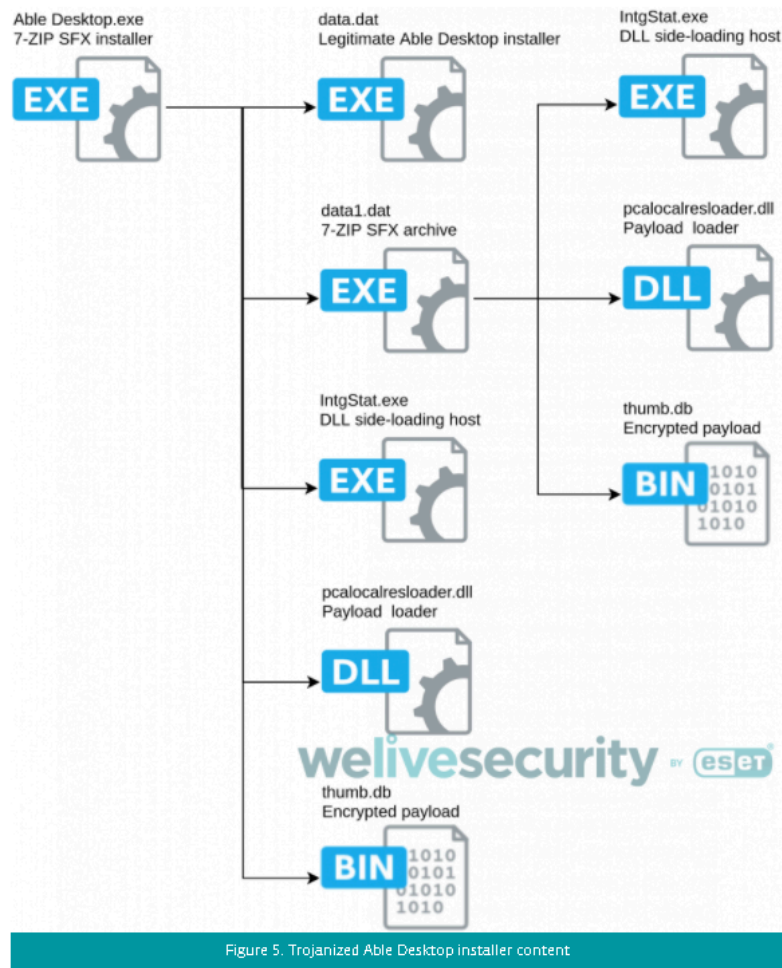 Able Desktop.exe
7-ZIP SFX installer
EXE
data.dat
Legitimate Able Desktop installer
EXE
IntgStat.exe
DLL side-loading host
EXE
data1.dat
7-ZIP SFX archive
EXE
pcalocalresloader.dll
Payload loader
DLL
IntgStat.exe
DLL side-loading host
EXE
thumb.db
Encrypted payload
BIN
1010
0101
01010
1010
pcalocalresloader.dll
Payload loader
DLL
welivesecurity BY eset
thumb.db
Encrypted payload
BIN
1010
0101
01010
1010
Figure 5. Trojanized Able Desktop installer content